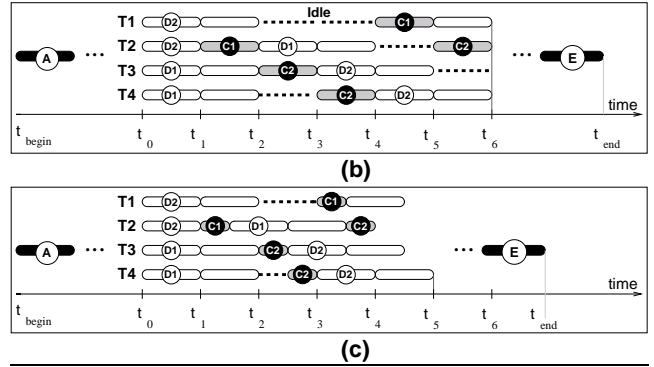 Idle
T1 D2 C1
T2 D2 C1 D1 C2
A ... ... E
T3 D1 C2 D2
T4 D1 C2 D2
time
t begin t 0 t 1 t 2 t 3 t 4 t 5 t 6 t end
(b)
T1 D2 C1
T2 D2 C1 D1 C2
A ... ... E
T3 D1 C2 D2
T4 D1 C2 D2
time
t begin t 0 t 1 t 2 t 3 t 4 t 5 t 6 t end
(c)